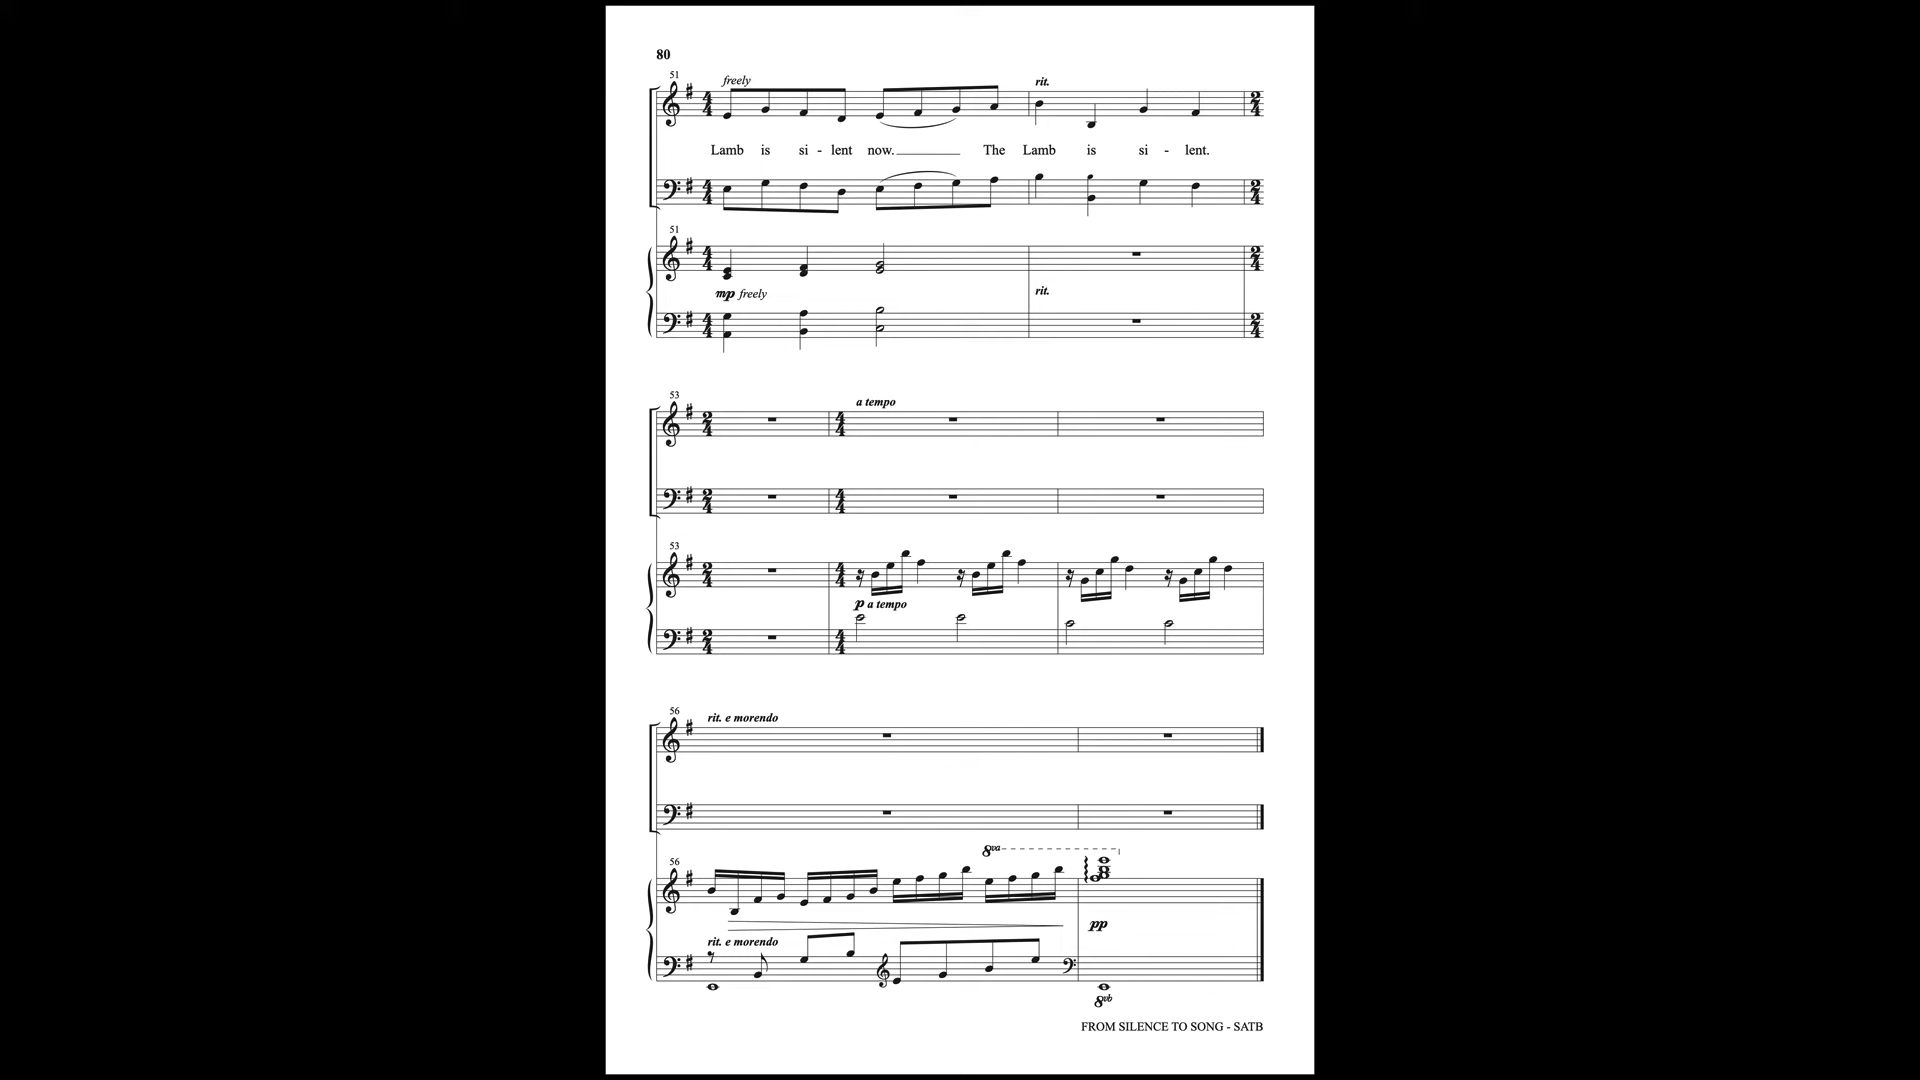 80
51
freely
rit.
Lamb is si - lent now. The Lamb is si - lent.
51
mp freely
rit.
53
a tempo
53
p a tempo
56
rit. e morendo
8va
56
pp
rit. e morendo
8vb
FROM SILENCE TO SONG - SATB